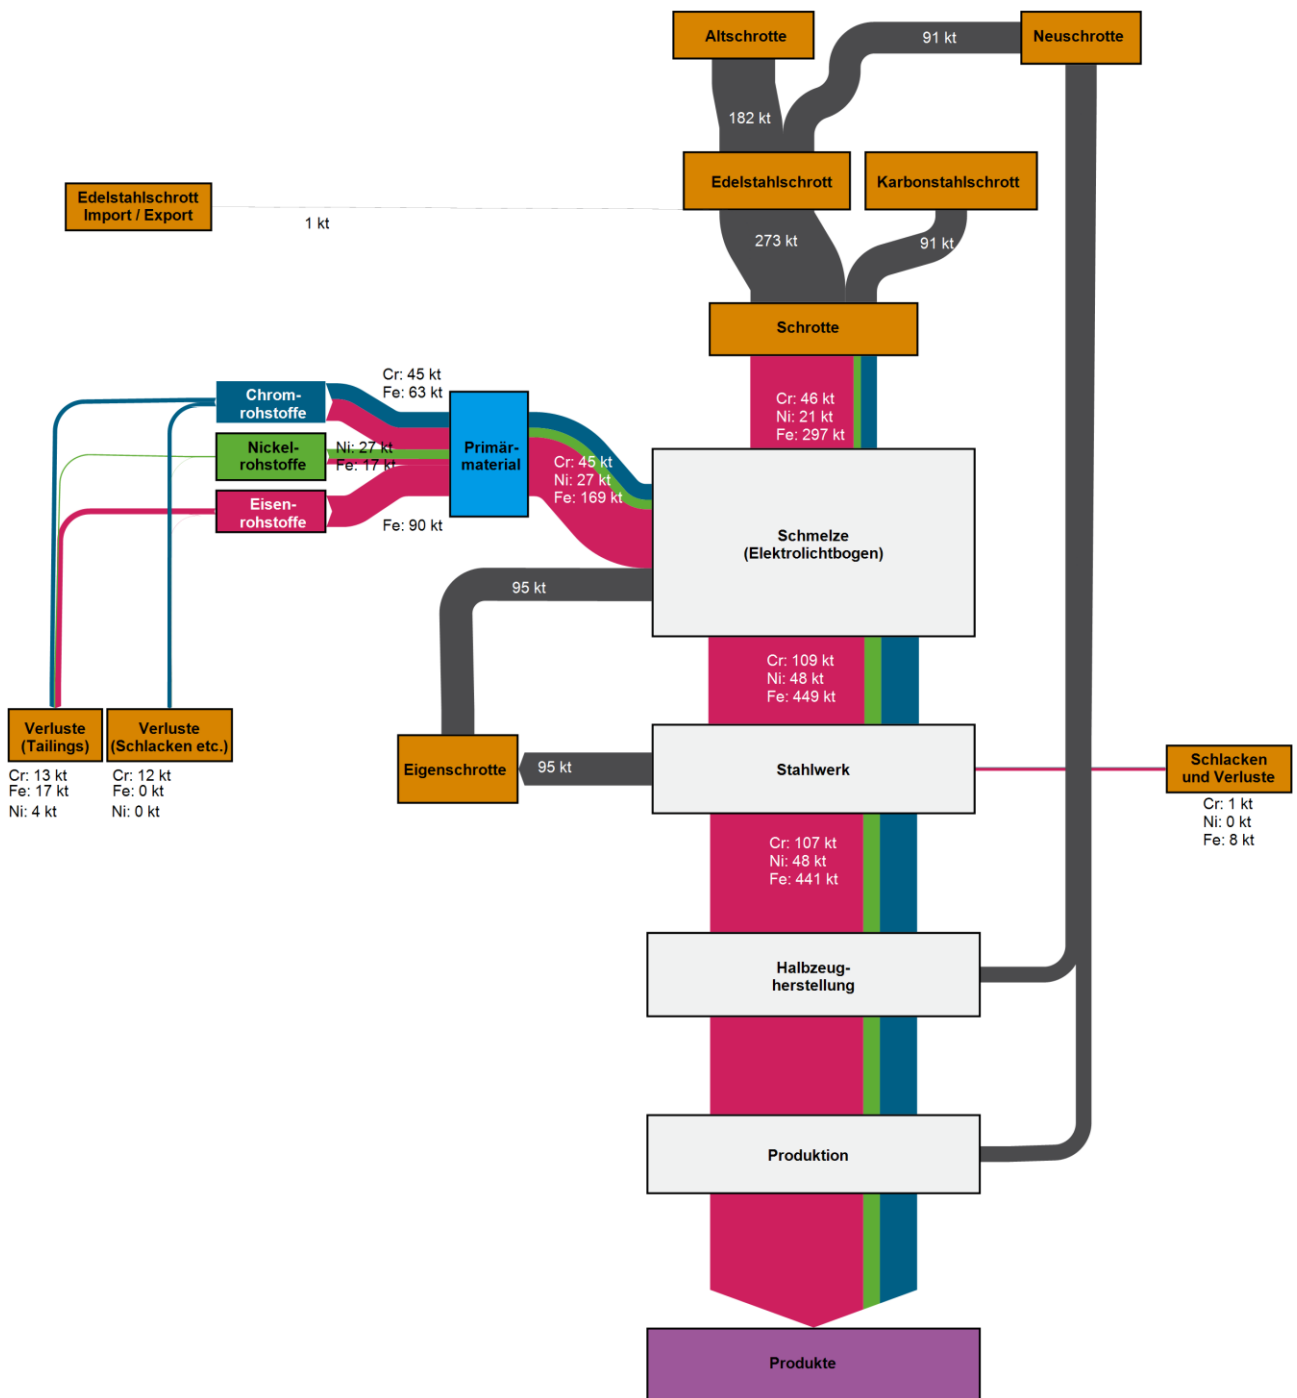 Altschrotte
91 kt
Neuschrotte
182 kt
Edelstahlschrott
Import / Export
1 kt
Edelstahlschrott
Karbonstahlschrott
273 kt
91 kt
Schrotte
Cr: 46 kt
Ni: 21 kt
Fe: 297 kt
Cr: 45 kt
Fe: 63 kt
Chrom-
rohstoffe
Nickel-
rohstoffe
Ni: 27 kt
Fe: 17 kt
Eisen-
rohstoffe
Fe: 90 kt
Primär-
material
Cr: 45 kt
Ni: 27 kt
Fe: 169 kt
Schmelze
(Elektrolichtbogen)
95 kt
Cr: 109 kt
Ni: 48 kt
Fe: 449 kt
Verluste
(Tailings)
Cr: 13 kt
Fe: 17 kt
Ni: 4 kt
Verluste
(Schlacken etc.)
Cr: 12 kt
Fe: 0 kt
Ni: 0 kt
Eigenschrotte
95 kt
Stahlwerk
Schlacken
und Verluste
Cr: 1 kt
Ni: 0 kt
Fe: 8 kt
Cr: 107 kt
Ni: 48 kt
Fe: 441 kt
Halbzeug-
herstellung
Produktion
Produkte